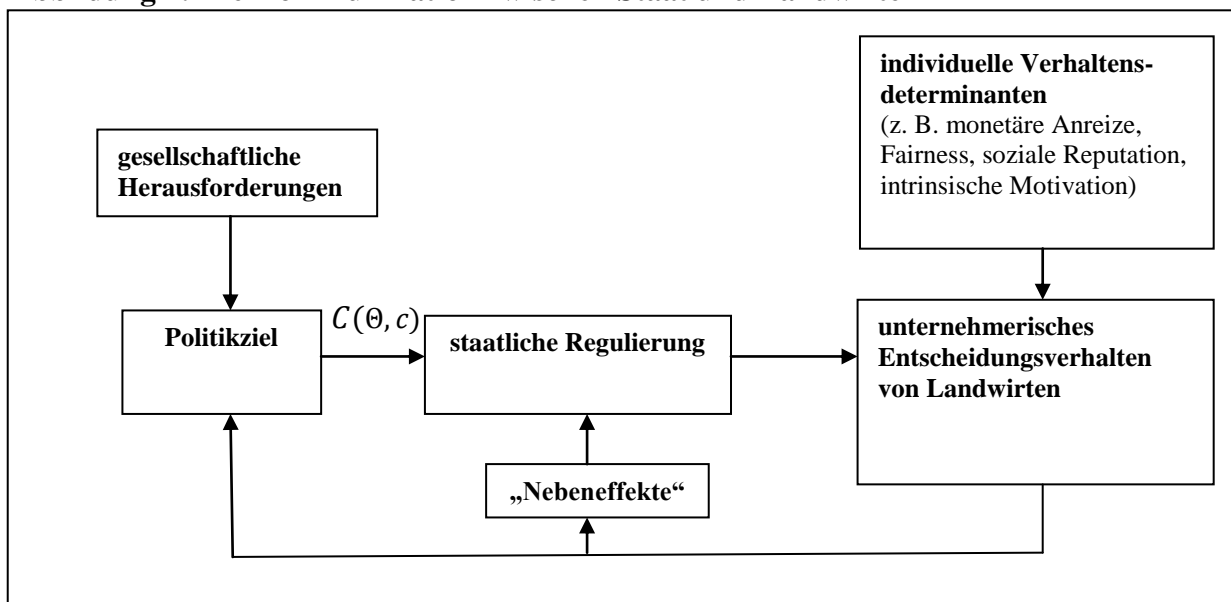 individuelle Verhaltens-
determinanten
(z. B. monetäre Anreize,
Fairness, soziale Reputation,
intrinsische Motivation)
gesellschaftliche
Herausforderungen
Politikziel
C(Θ, c)
staatliche Regulierung
unternehmerisches
Entscheidungsverhalten
von Landwirten
„Nebeneffekte“